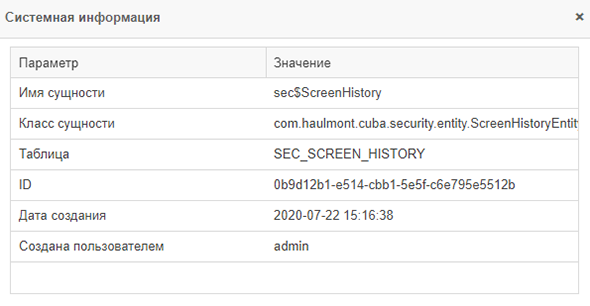 Системная информация ×
Параметр Значение
Имя сущности sec$ScreenHistory
Класс сущности com.haulmont.cuba.security.entity.ScreenHistoryEntit
Таблица SEC_SCREEN_HISTORY
ID 0b9d12b1-e514-cbb1-5e5f-c6e795e5512b
Дата создания 2020-07-22 15:16:38
Создана пользователем admin